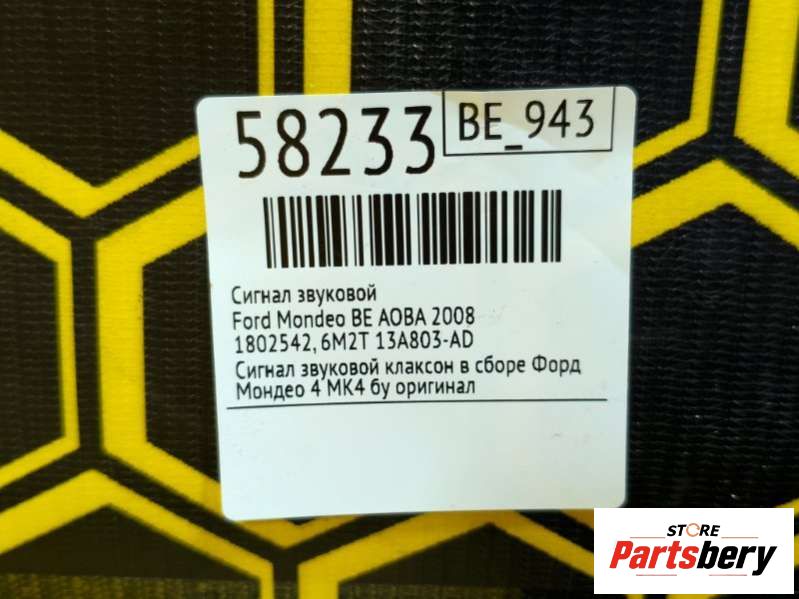 58233
BE_943
Сигнал звуковой
Ford Mondeo BE AOBA 2008
1802542, 6M2T 13A803-AD
Сигнал звуковой клаксон в сборе Форд
Мондео 4 МК4 бу оригинал
STORE
Partsbery